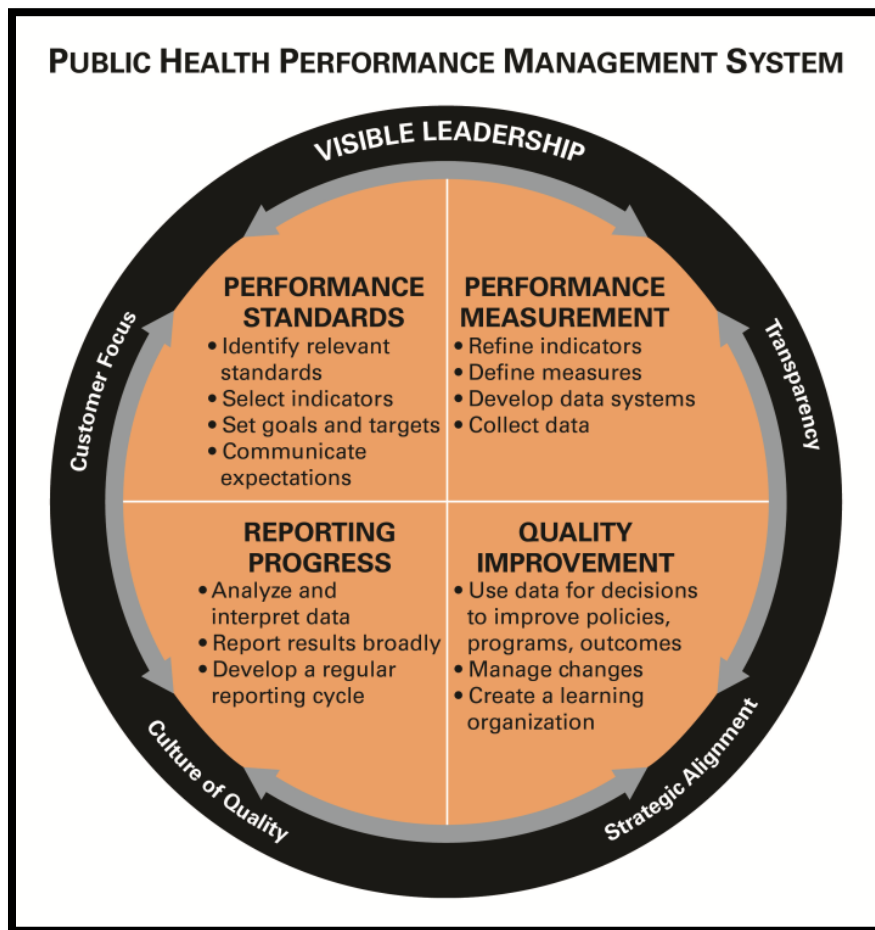 PUBLIC HEALTH PERFORMANCE MANAGEMENT SYSTEM
VISIBLE LEADERSHIP
Customer Focus
Transparency
PERFORMANCE
STANDARDS
• Identify relevant
standards
• Select indicators
• Set goals and targets
• Communicate
expectations
PERFORMANCE
MEASUREMENT
• Refine indicators
• Define measures
• Develop data systems
• Collect data
REPORTING
PROGRESS
• Analyze and
interpret data
• Report results broadly
• Develop a regular
reporting cycle
QUALITY
IMPROVEMENT
• Use data for decisions
to improve policies,
programs, outcomes
• Manage changes
• Create a learning
organization
Culture of Quality
Strategic Alignment